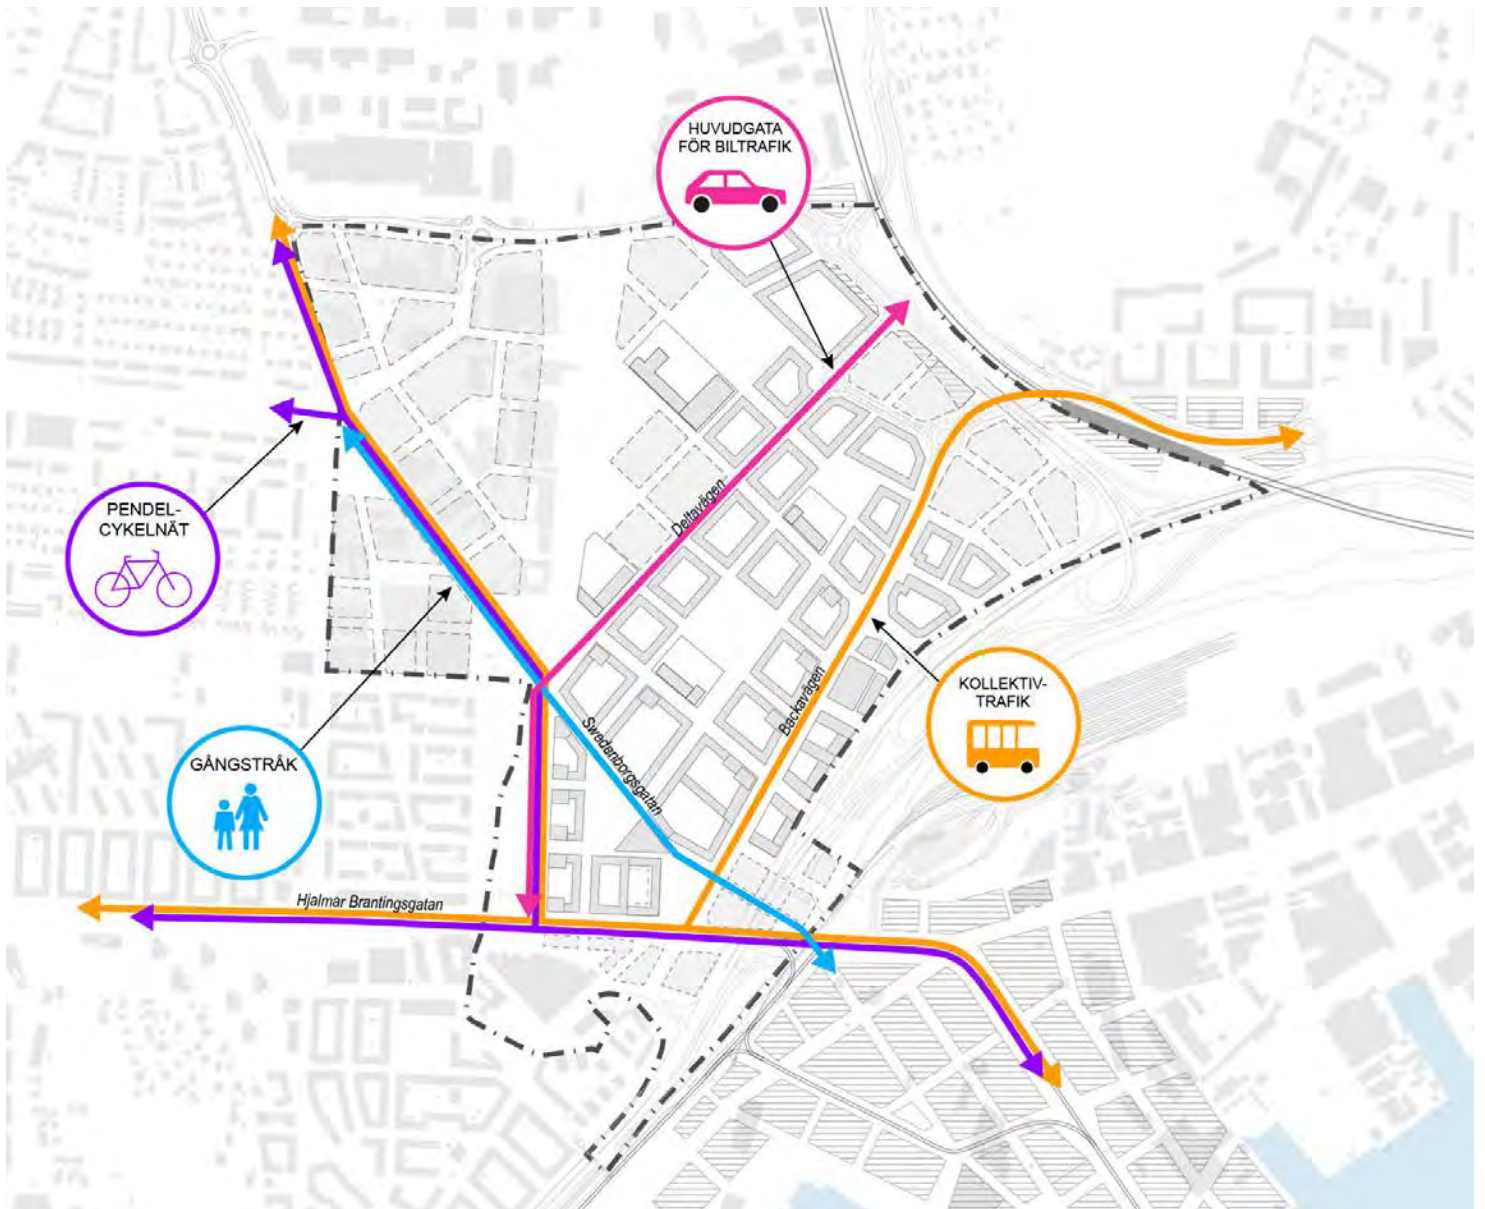 HUVUDGATA
FÖR BILTRAFIK
PENDEL-
CYKELNÄT
Deltavägen
KOLLEKTIV-
TRAFIK
Backavägen
Swedenborgsgatan
GÅNGSTRÅK
Hjalmar Brantingsgatan